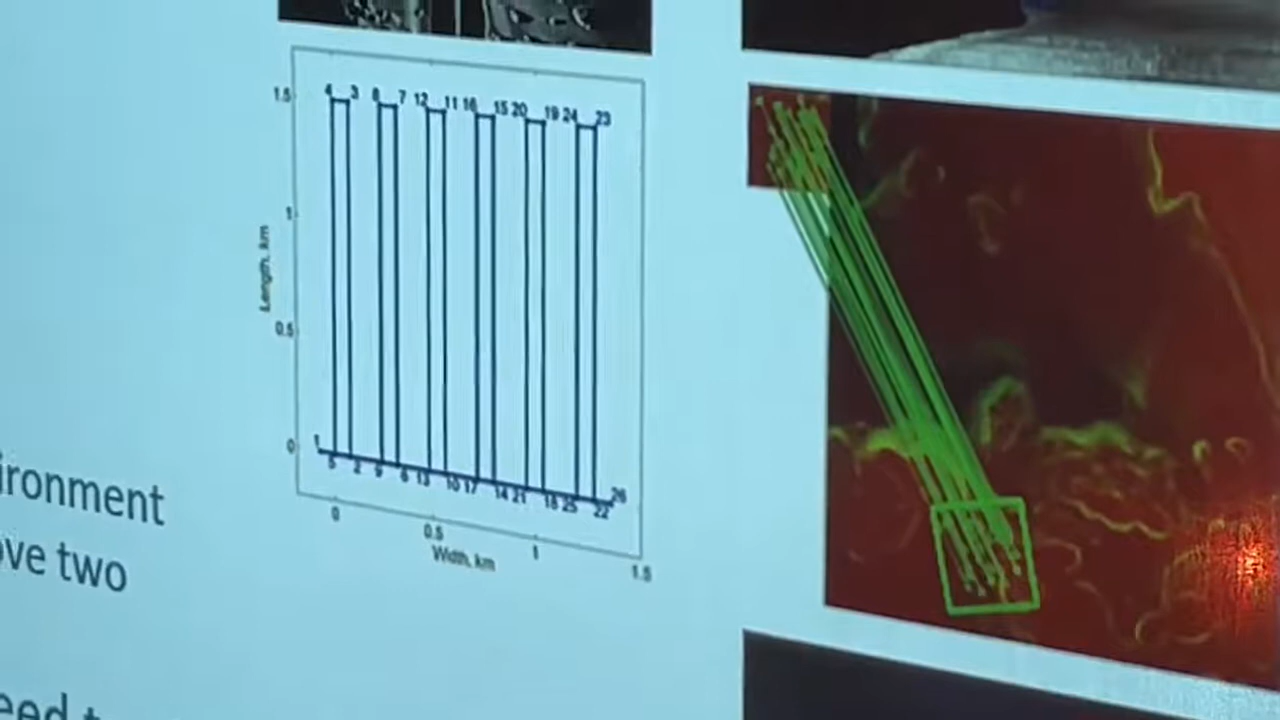 ironment
ove two
eed t
1.5
4 3 8 7 12 11 16 15 20 19 24 23
1
Length, km
0.5
0
1
5 2 9 6 13 10 17 14 21 18 25 22 26
0
0.5
1
1.5
Width, km